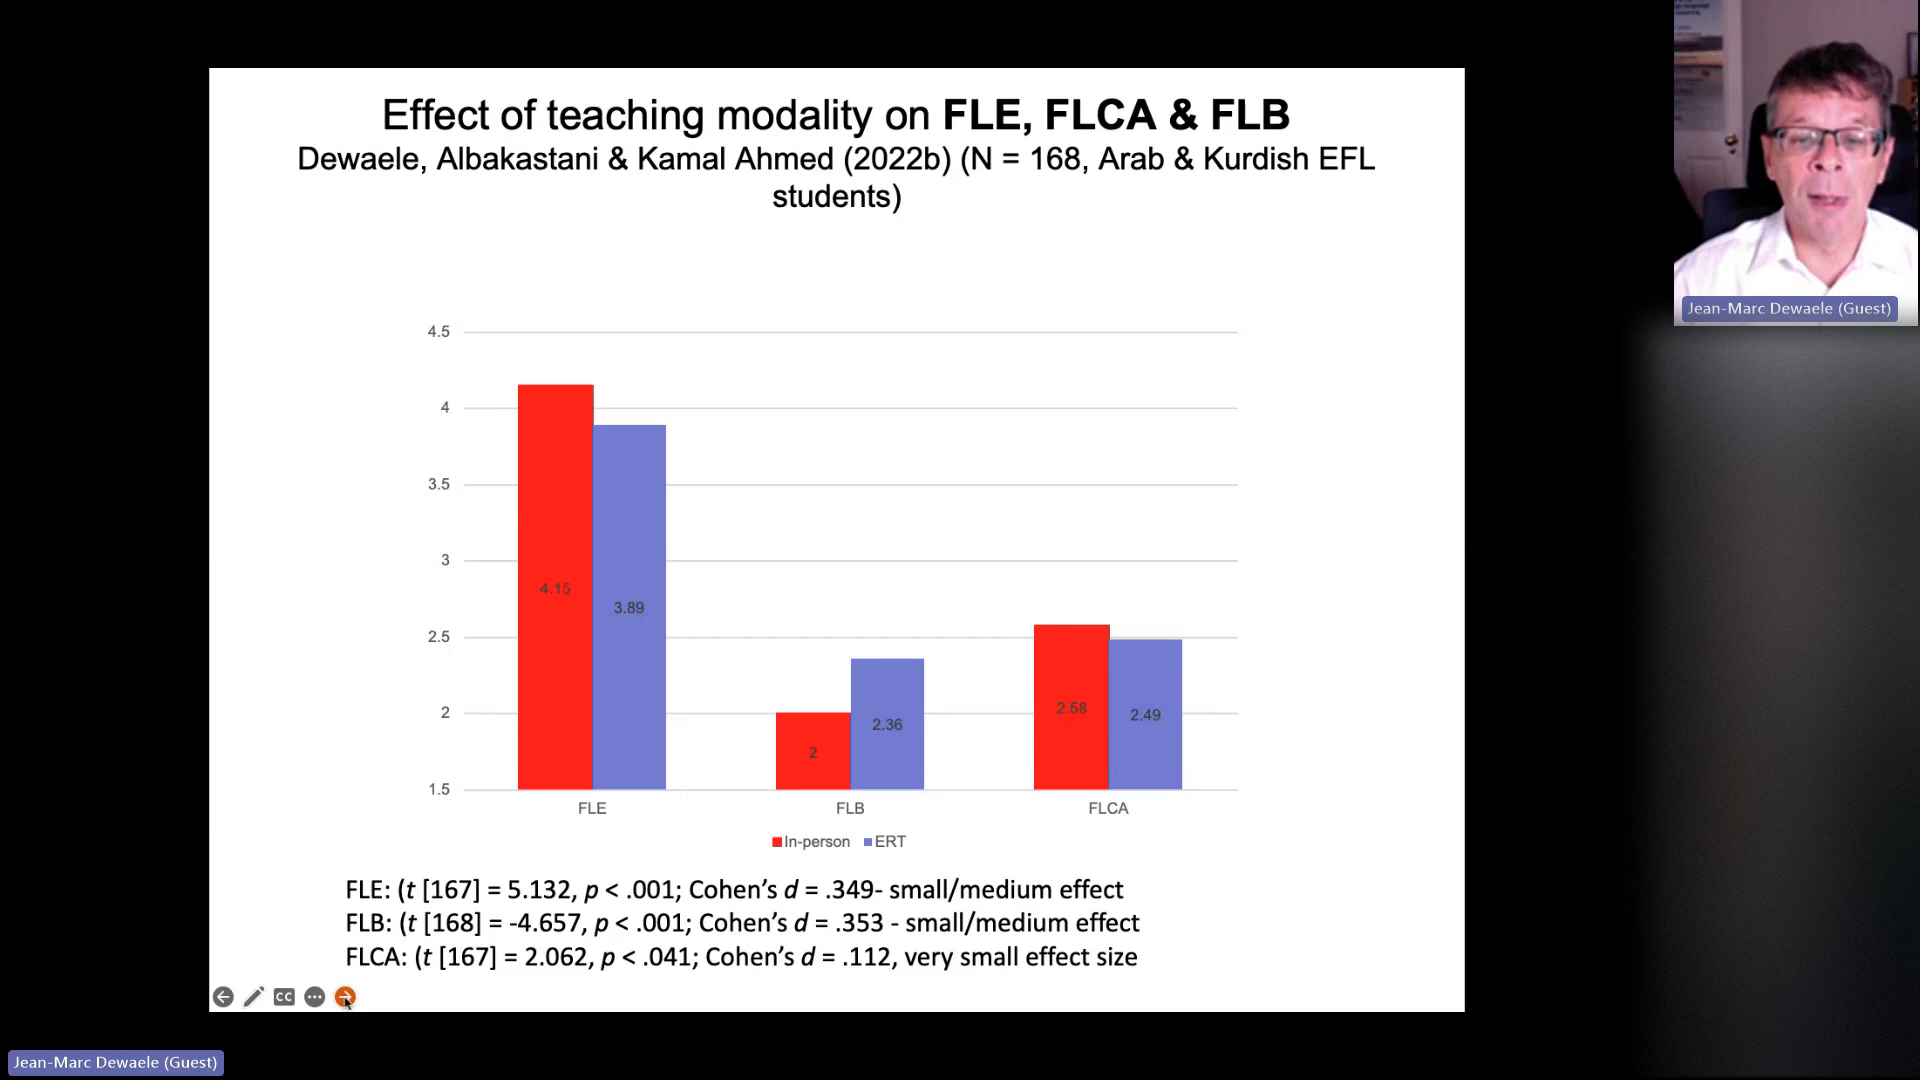 Effect of teaching modality on FLE, FLCA & FLB
Dewaele, Albakastani & Kamal Ahmed (2022b) (N = 168, Arab & Kurdish EFL
students)
4.5
4
3.5
3
2.5
2
1.5
4.15
3.89
2
2.36
2.58
2.49
FLE
FLB
FLCA
In-person
ERT
FLE: (t [167] = 5.132, p < .001; Cohen’s d = .349- small/medium effect
FLB: (t [168] = -4.657, p < .001; Cohen’s d = .353 - small/medium effect
FLCA: (t [167] = 2.062, p < .041; Cohen’s d = .112, very small effect size
CC
Jean-Marc Dewaele (Guest)
Jean-Marc Dewaele (Guest)